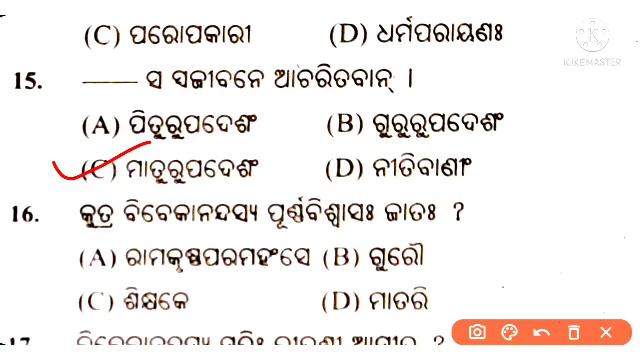 (C) ପରୋପକାରୀ (D) ଧର୍ମପରାୟଣଃ
KINEMASTER
15. —— ସ ସଜୀବନେ ଆଚରିତବାନ୍ ।
(A) ପିତୁରୁପଦେଶଂ (B) ଗୁରୁରୁପଦେଶଂ
(C) ମାତୁରୁପଦେଶଂ (D) ନୀତିବାଣୀଂ
16. କୁତ୍ର ବିବେକାନନ୍ଦସ୍ୟ ପୂର୍ଣ୍ଣବିଶ୍ୱାସଃ ଜାତଃ ?
(A) ରାମକୃଷ୍ଣପରମହଂସେ (B) ଗୁରୌ
(C) ଶିକ୍ଷକେ (D) ମାତରି